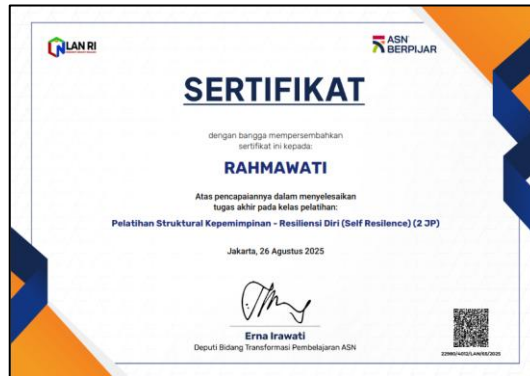 LAN RI
ASN
BERPIJAR
SERTIFIKAT
dengan bangga mempersembahkan
sertifikat ini kepada:
RAHMAWATI
Atas pencapaiannya dalam menyelesaikan
tugas akhir pada kelas pelatihan:
Pelatihan Struktural Kepemimpinan - Resiliensi Diri (Self Resilence) (2 JP)
Jakarta, 26 Agustus 2025
Erna Irawati
Deputi Bidang Transformasi Pembelajaran ASN